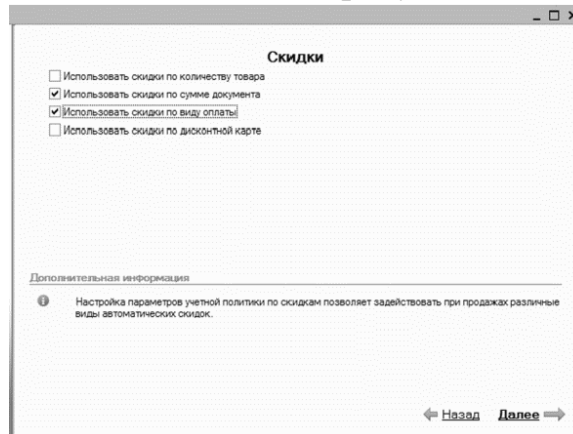 Скидки
Использовать скидки по количеству товара
Использовать скидки по сумме документа
Использовать скидки по виду оплаты
Использовать скидки по дисконтной карте
Дополнительная информация
Настройка параметров учетной политики по скидкам позволяет задействовать при продажах различные
виды автоматических скидок.
Назад Далее